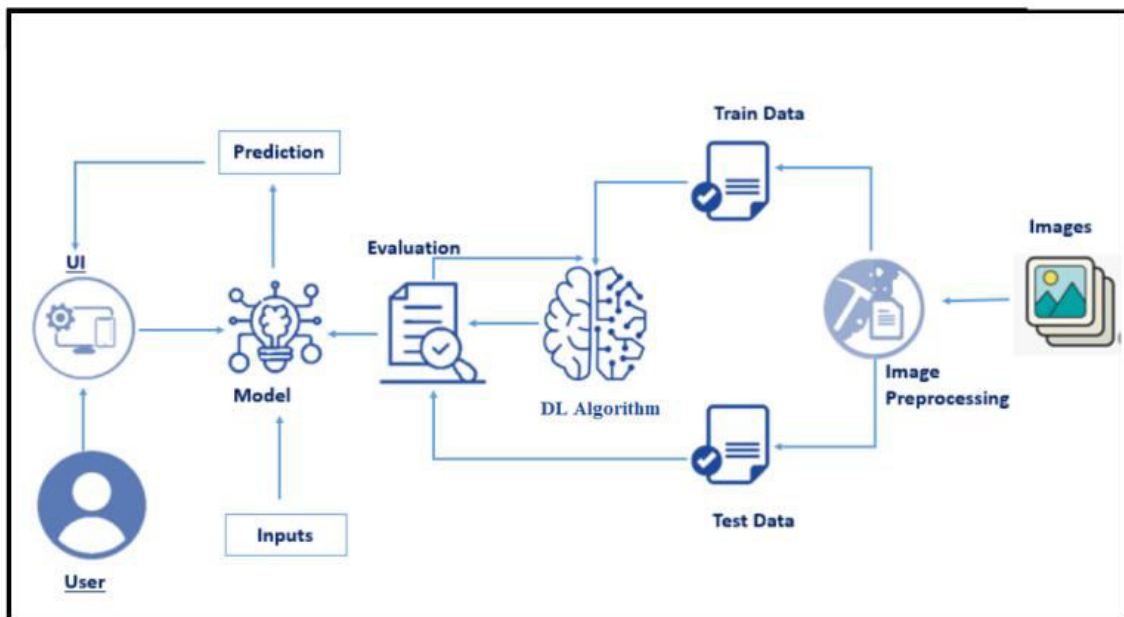 Train Data
Prediction
Images
Evaluation
UI
Image
Preprocessing
Model
DL Algorithm
Test Data
Inputs
User